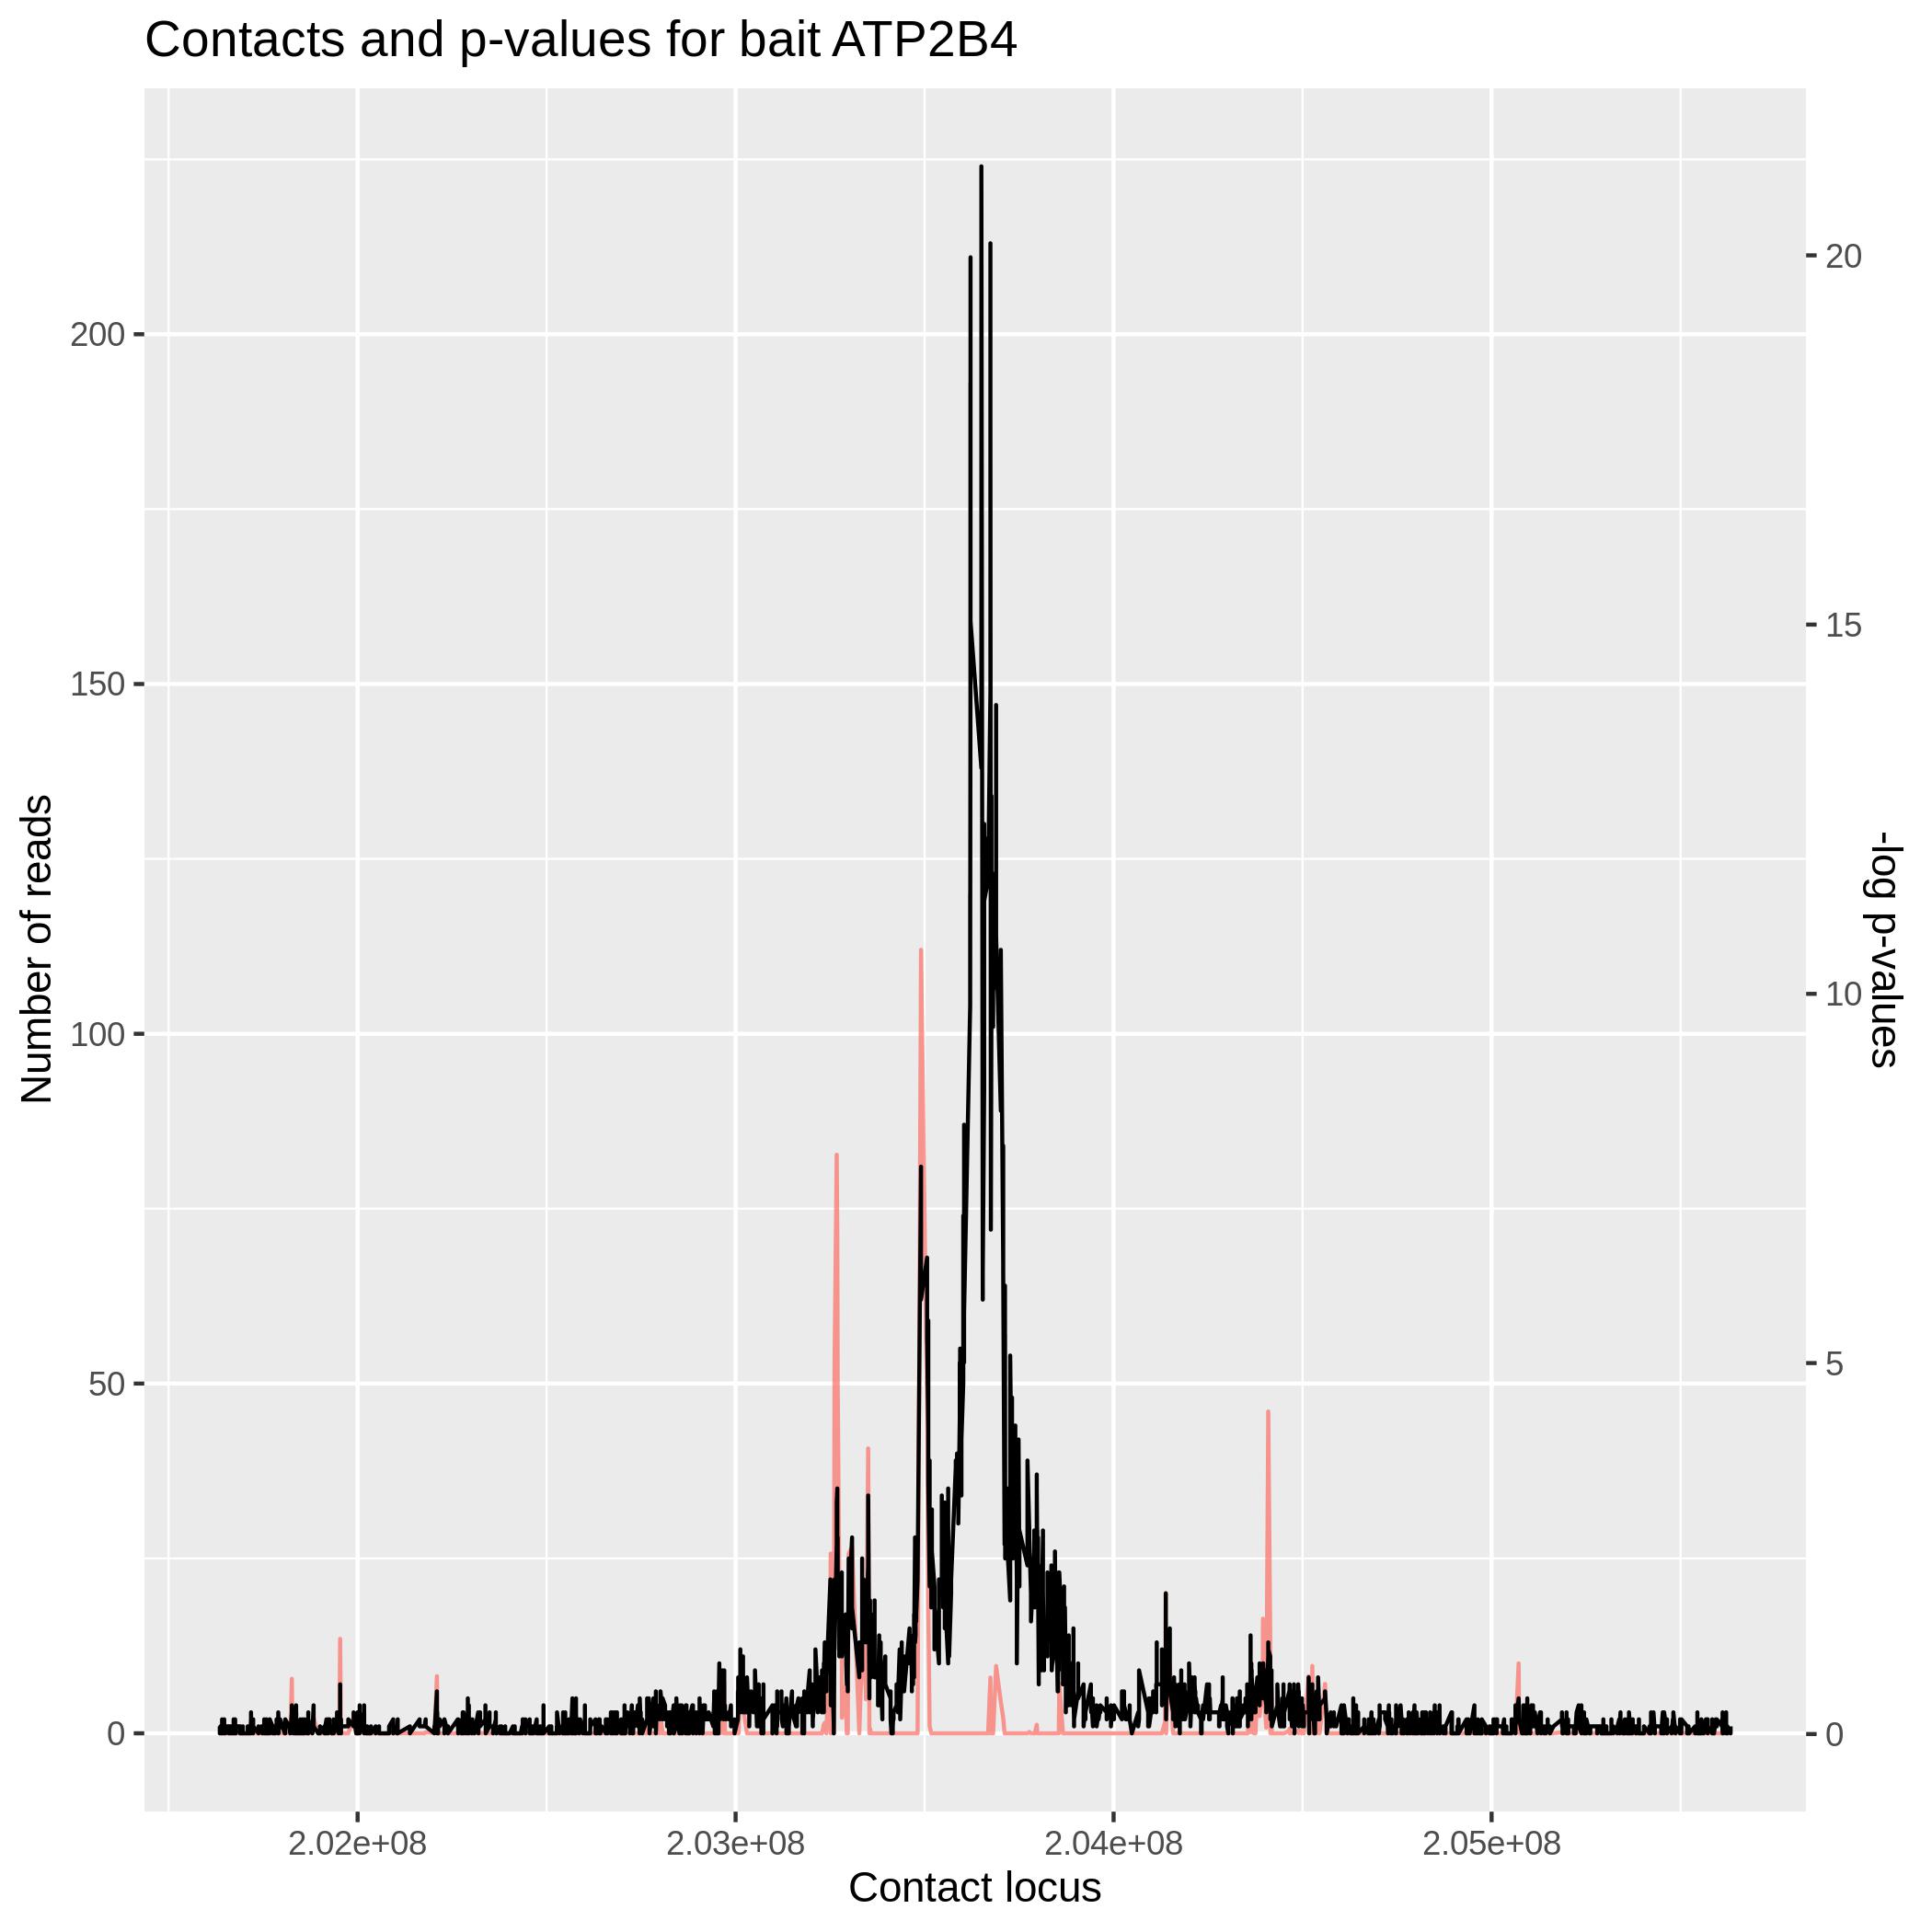 Contacts and p-values for bait ATP2B4
Number of reads
200
150
100
50
0
20
15
10
5
0
-log p-values
2.02e+08 2.03e+08 2.04e+08 2.05e+08
Contact locus